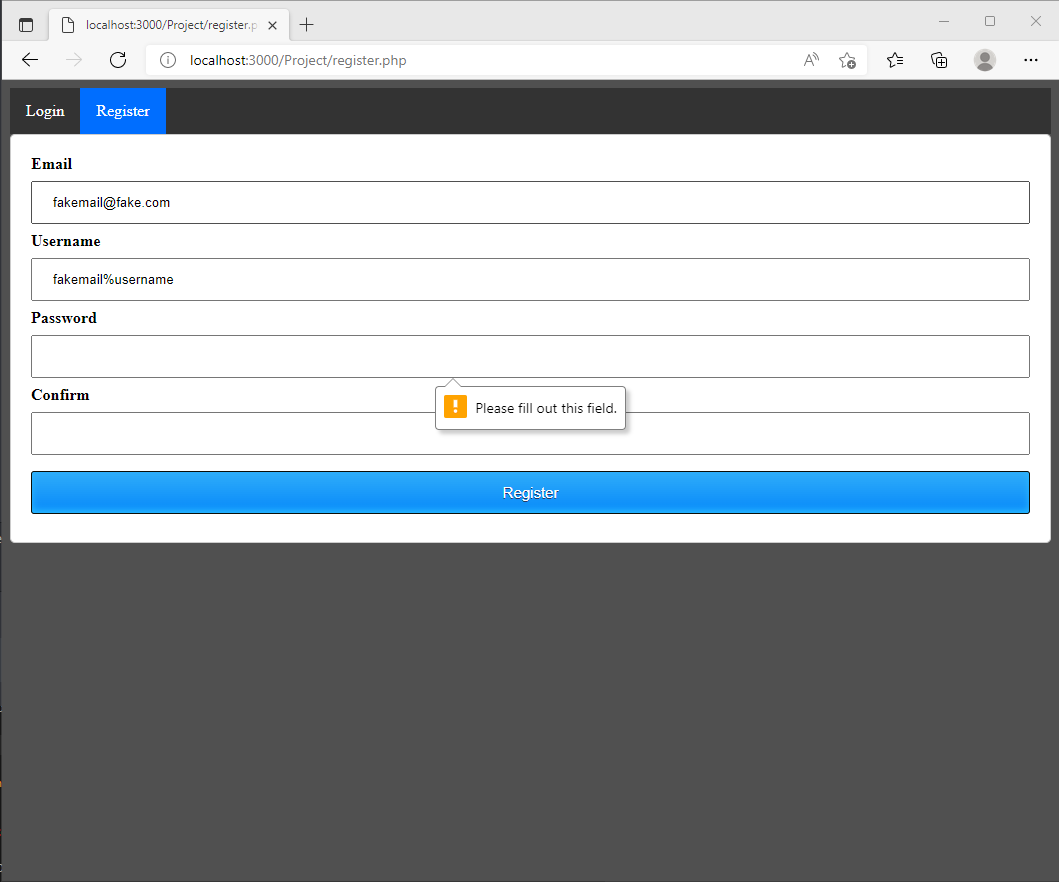 localhost:3000/Project/register.p
localhost:3000/Project/register.php
Login Register
Email
fakemail@fake.com
Username
fakemail%username
Password
Confirm
Please fill out this field.
Register